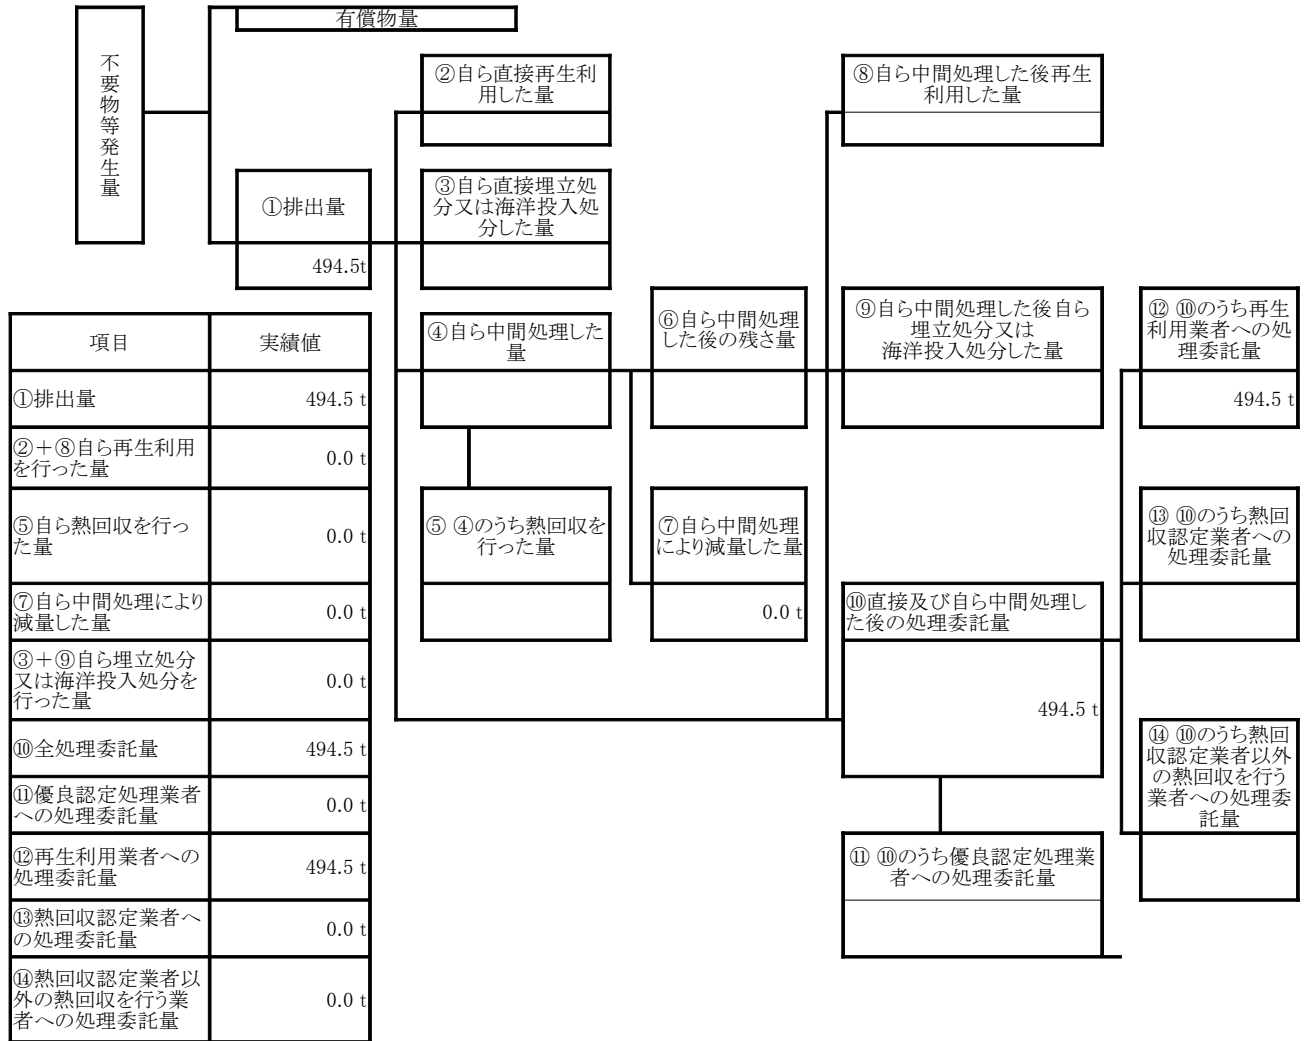 有償物量
不要物等発生量
②自ら直接再生利
用した量
⑧自ら中間処理した後再生
利用した量
①排出量
494.5t
③自ら直接埋立処
分又は海洋投入処
分した量
④自ら中間処理した
量
⑥自ら中間処理
した後の残さ量
⑨自ら中間処理した後自ら
埋立処分又は
海洋投入処分した量
⑫ ⑩のうち再生
利用業者への処
理委託量
494.5 t
⑤ ④のうち熱回収を
行った量
⑦自ら中間処理
により減量した量
0.0 t
⑬ ⑩のうち熱回
収認定業者への
処理委託量
⑩直接及び自ら中間処理し
た後の処理委託量
494.5 t
⑭ ⑩のうち熱回
収認定業者以外
の熱回収を行う
業者への処理委
託量
⑪ ⑩のうち優良認定処理業
者への処理委託量
項目 実績値
①排出量 494.5 t
②＋⑧自ら再生利用
を行った量 0.0 t
⑤自ら熱回収を行っ
た量 0.0 t
⑦自ら中間処理により
減量した量 0.0 t
③＋⑨自ら埋立処分
又は海洋投入処分を
行った量 0.0 t
⑩全処理委託量 494.5 t
⑪優良認定処理業者
への処理委託量 0.0 t
⑫再生利用業者への
処理委託量 494.5 t
⑬熱回収認定業者へ
の処理委託量 0.0 t
⑭熱回収認定業者以
外の熱回収を行う業
者への処理委託量 0.0 t